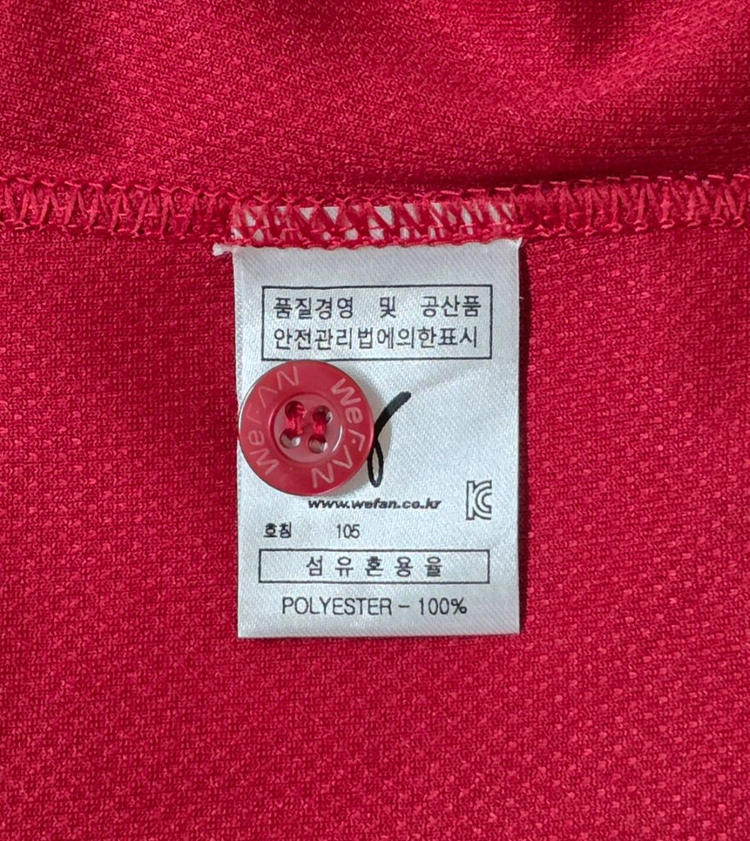 품질경영 및 공산품
안전관리법에의한표시
WeFAN WeFAN
www.wefan.co.kr
KC
호칭 105
섬유혼용율
POLYESTER - 100%